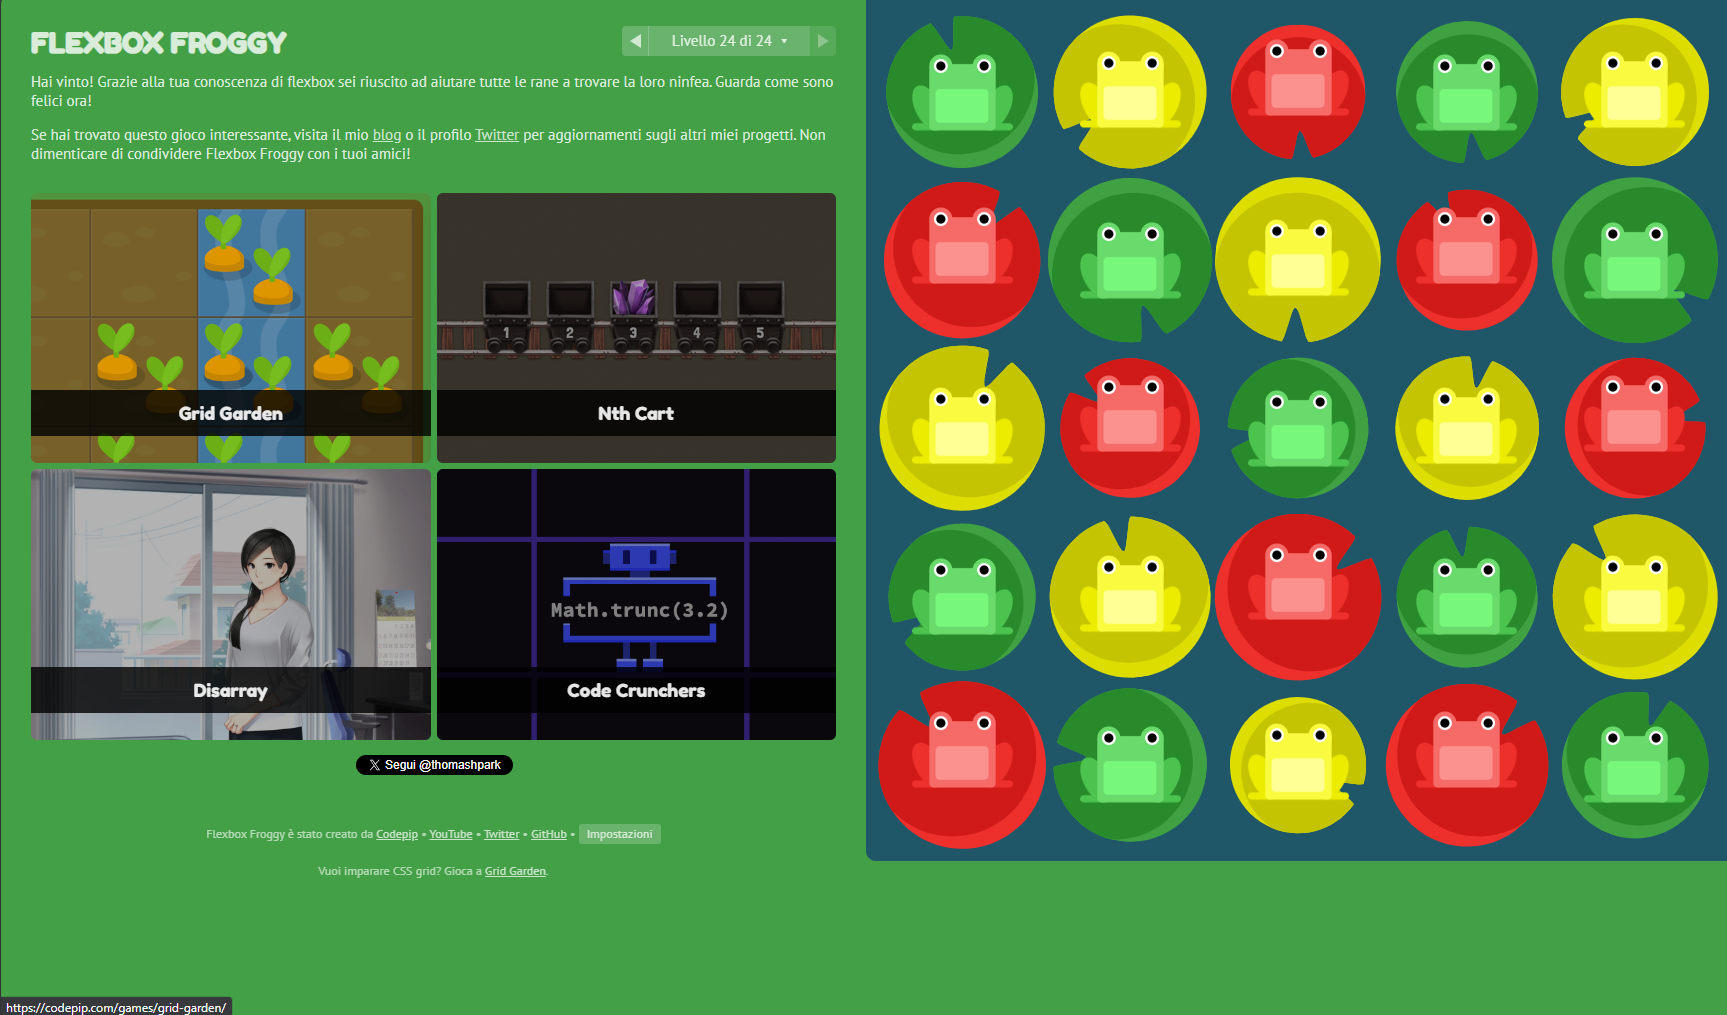 FLEXBOX FROGGY
Livello 24 di 24
Hai vinto! Grazie alla tua conoscenza di flexbox sei riuscito ad aiutare tutte le rane a trovare la loro ninfea. Guarda come sono
felici ora!
Se hai trovato questo gioco interessante, visita il mio blog o il profilo Twitter per aggiornamenti sugli altri miei progetti. Non
dimenticare di condividere Flexbox Froggy con i tuoi amici!
1 2 3 4 5
Grid Garden
Nth Cart
Math.trunc(3.2)
Disarray
Code Crunchers
Segui @thomashpark
Flexbox Froggy è stato creato da Codepip • YouTube • Twitter • GitHub • Impostazioni
Vuoi imparare CSS grid? Gioca a Grid Garden.
https://codepip.com/games/grid-garden/